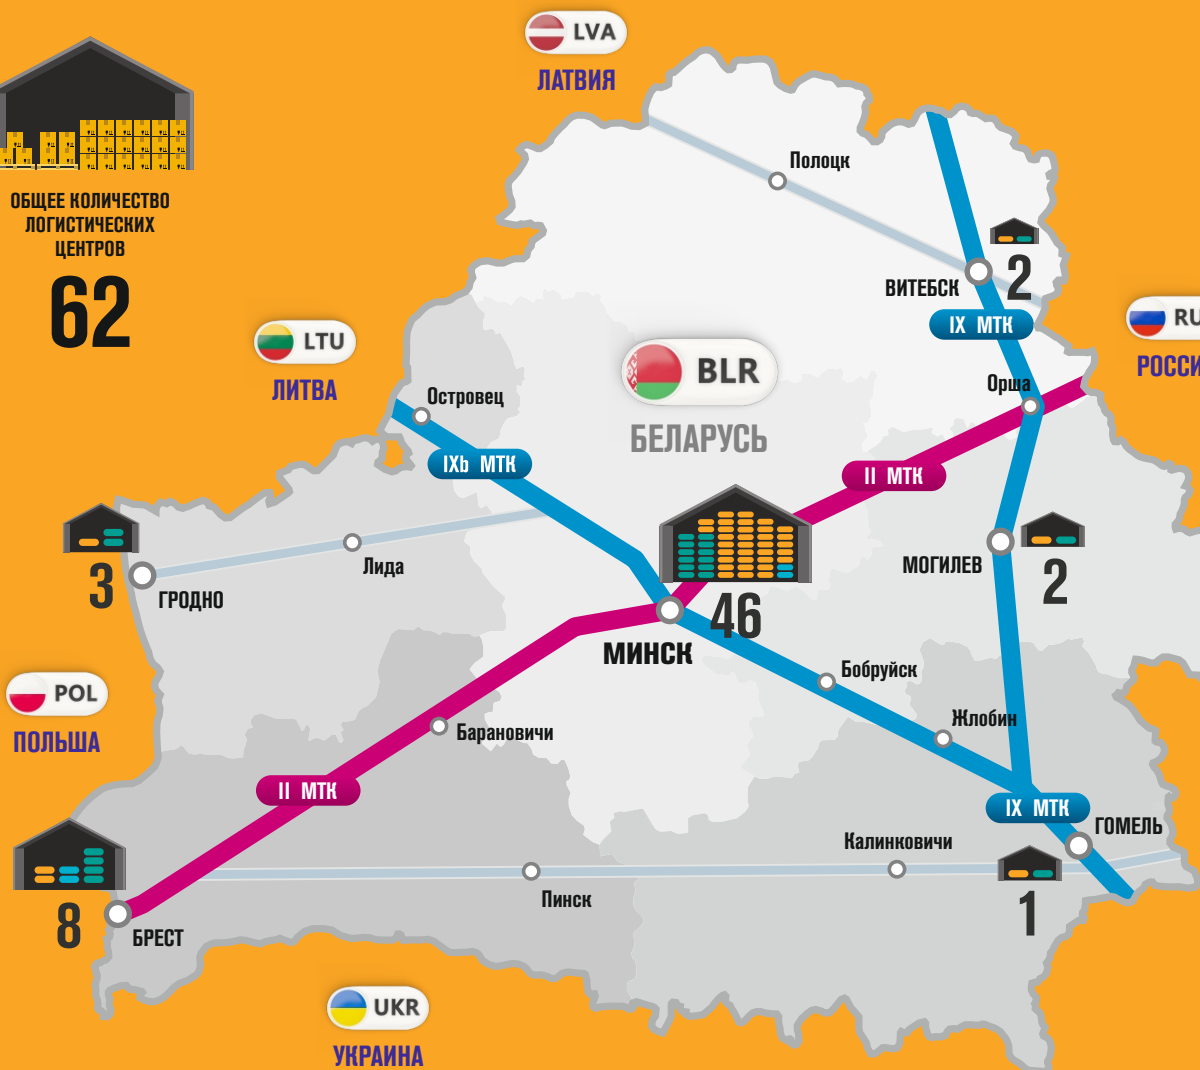 LVA
ЛАТВИЯ
ОБЩЕЕ КОЛИЧЕСТВО
ЛОГИСТИЧЕСКИХ
ЦЕНТРОВ
62
Полоцк
2
ВИТЕБСК
IX МТК
LTU
ЛИТВА
RU
РОССИ
BLR
БЕЛАРУСЬ
Островец
Орша
IXb МТК
II МТК
3
ГРОДНО
Лида
46
МИНСК
МОГИЛЕВ
2
POL
ПОЛЬША
Бобруйск
Барановичи
Жлобин
II МТК
IX МТК
ГОМЕЛЬ
Калинковичи
1
Пинск
8
БРЕСТ
UKR
УКРАИНА